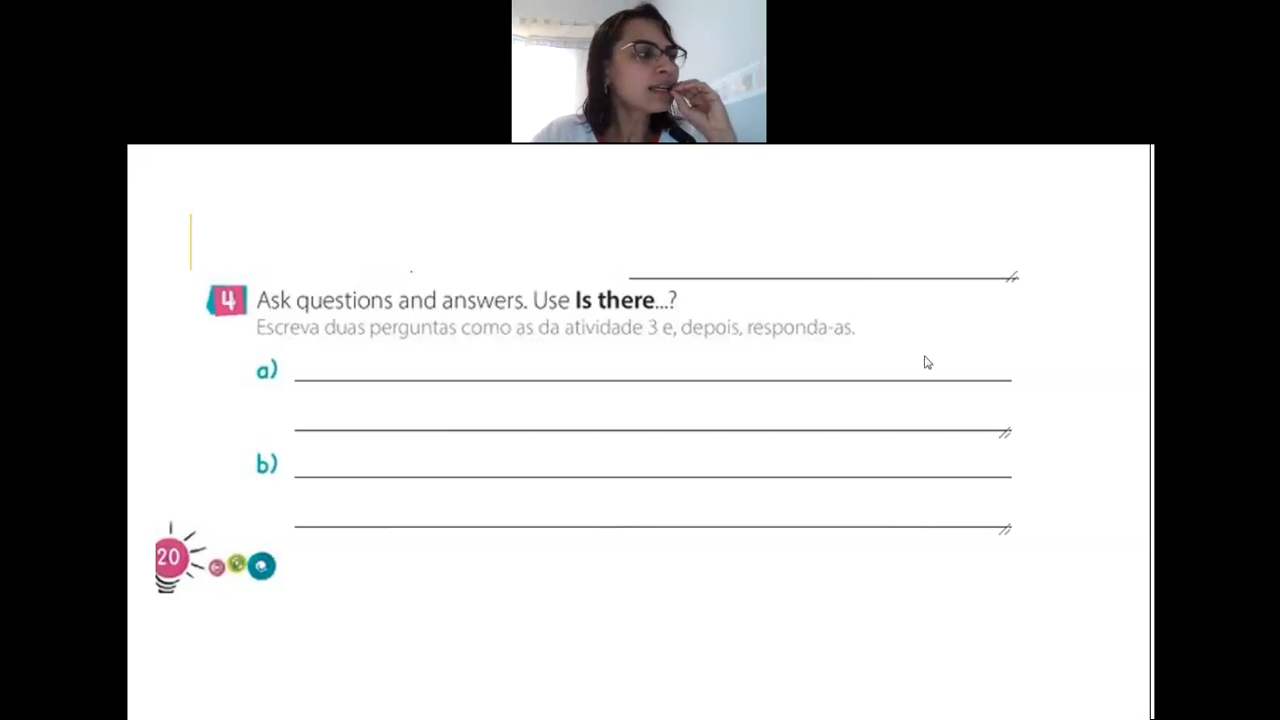 4 Ask questions and answers. Use Is there...?
Escreva duas perguntas como as da atividade 3 e, depois, responda-as.
a)
b)
20